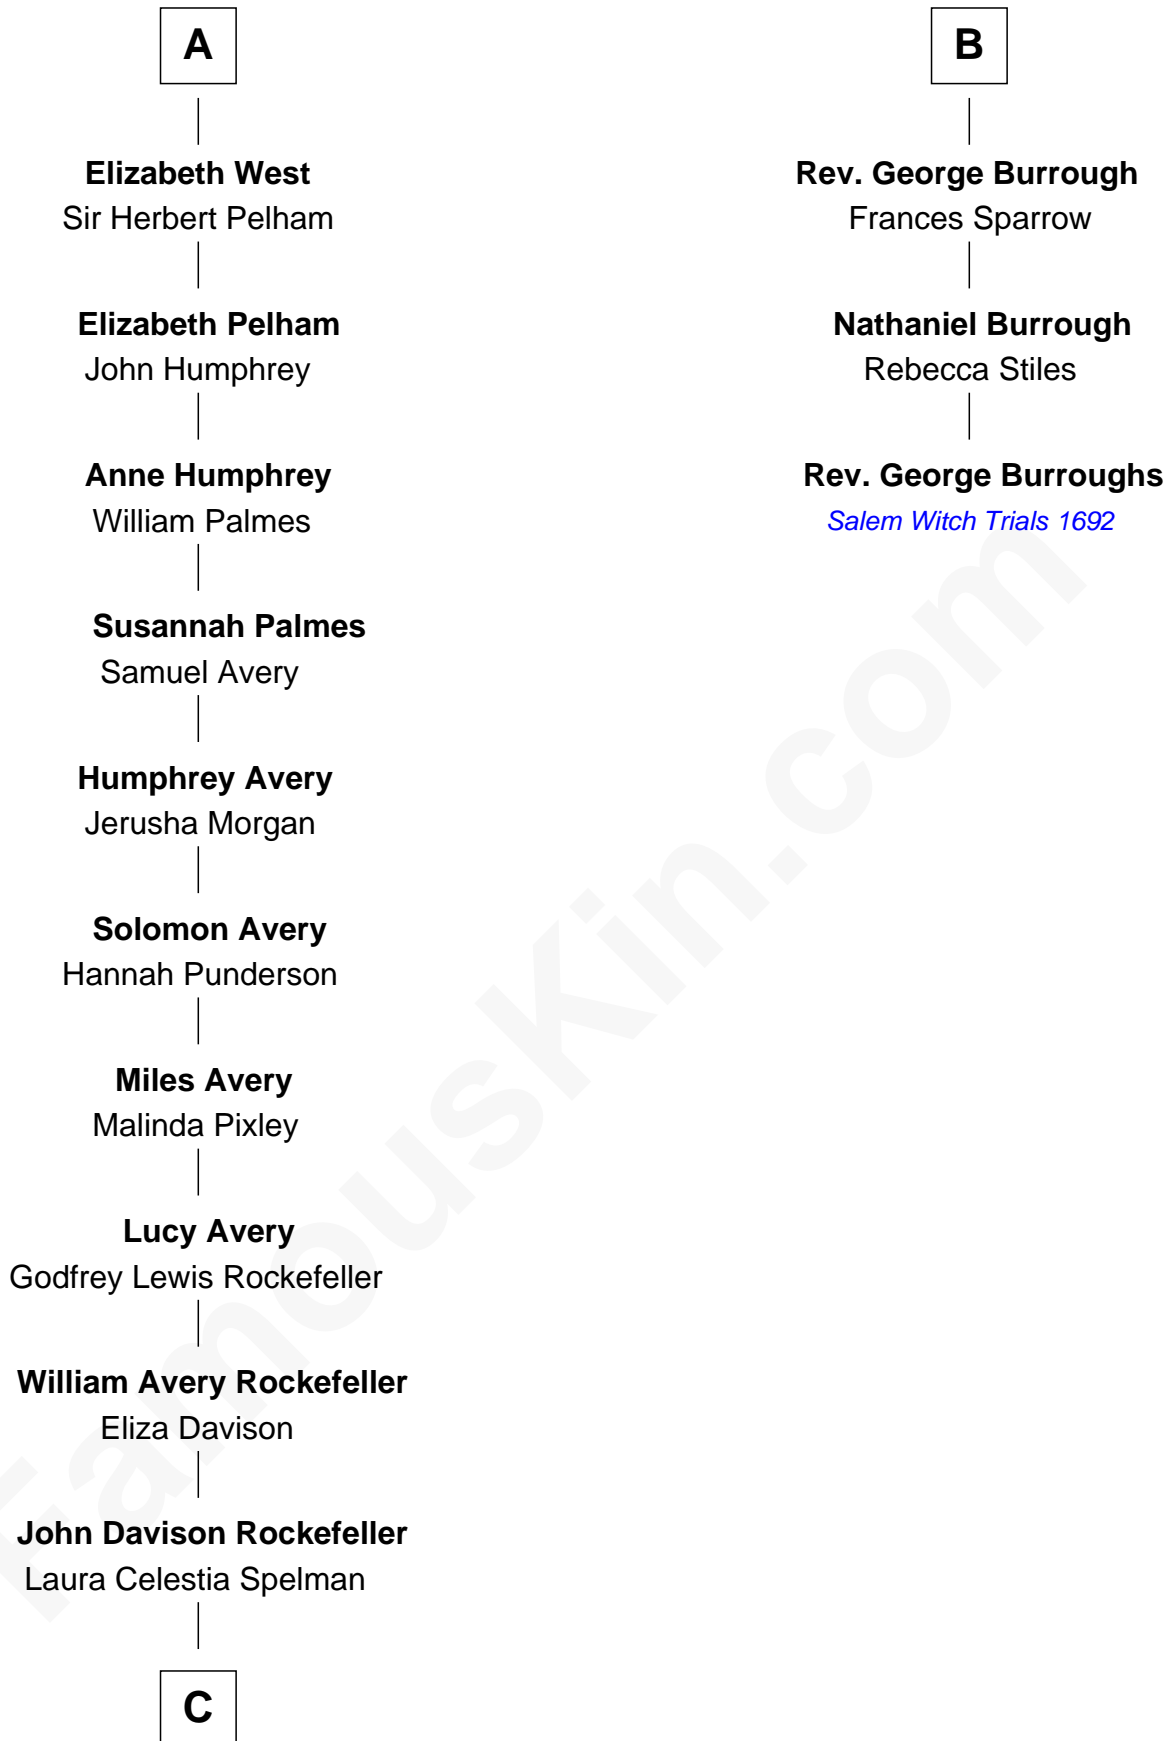 A
Elizabeth West
Sir Herbert Pelham
Elizabeth Pelham
John Humphrey
Anne Humphrey
William Palmes
Susannah Palmes
Samuel Avery
Humphrey Avery
Jerusha Morgan
Solomon Avery
Hannah Punderson
Miles Avery
Malinda Pixley
Lucy Avery
Godfrey Lewis Rockefeller
William Avery Rockefeller
Eliza Davison
John Davison Rockefeller
Laura Celestia Spelman
C
B
Rev. George Burrough
Frances Sparrow
Nathaniel Burrough
Rebecca Stiles
Rev. George Burroughs
Salem Witch Trials 1692
FamousKin.com